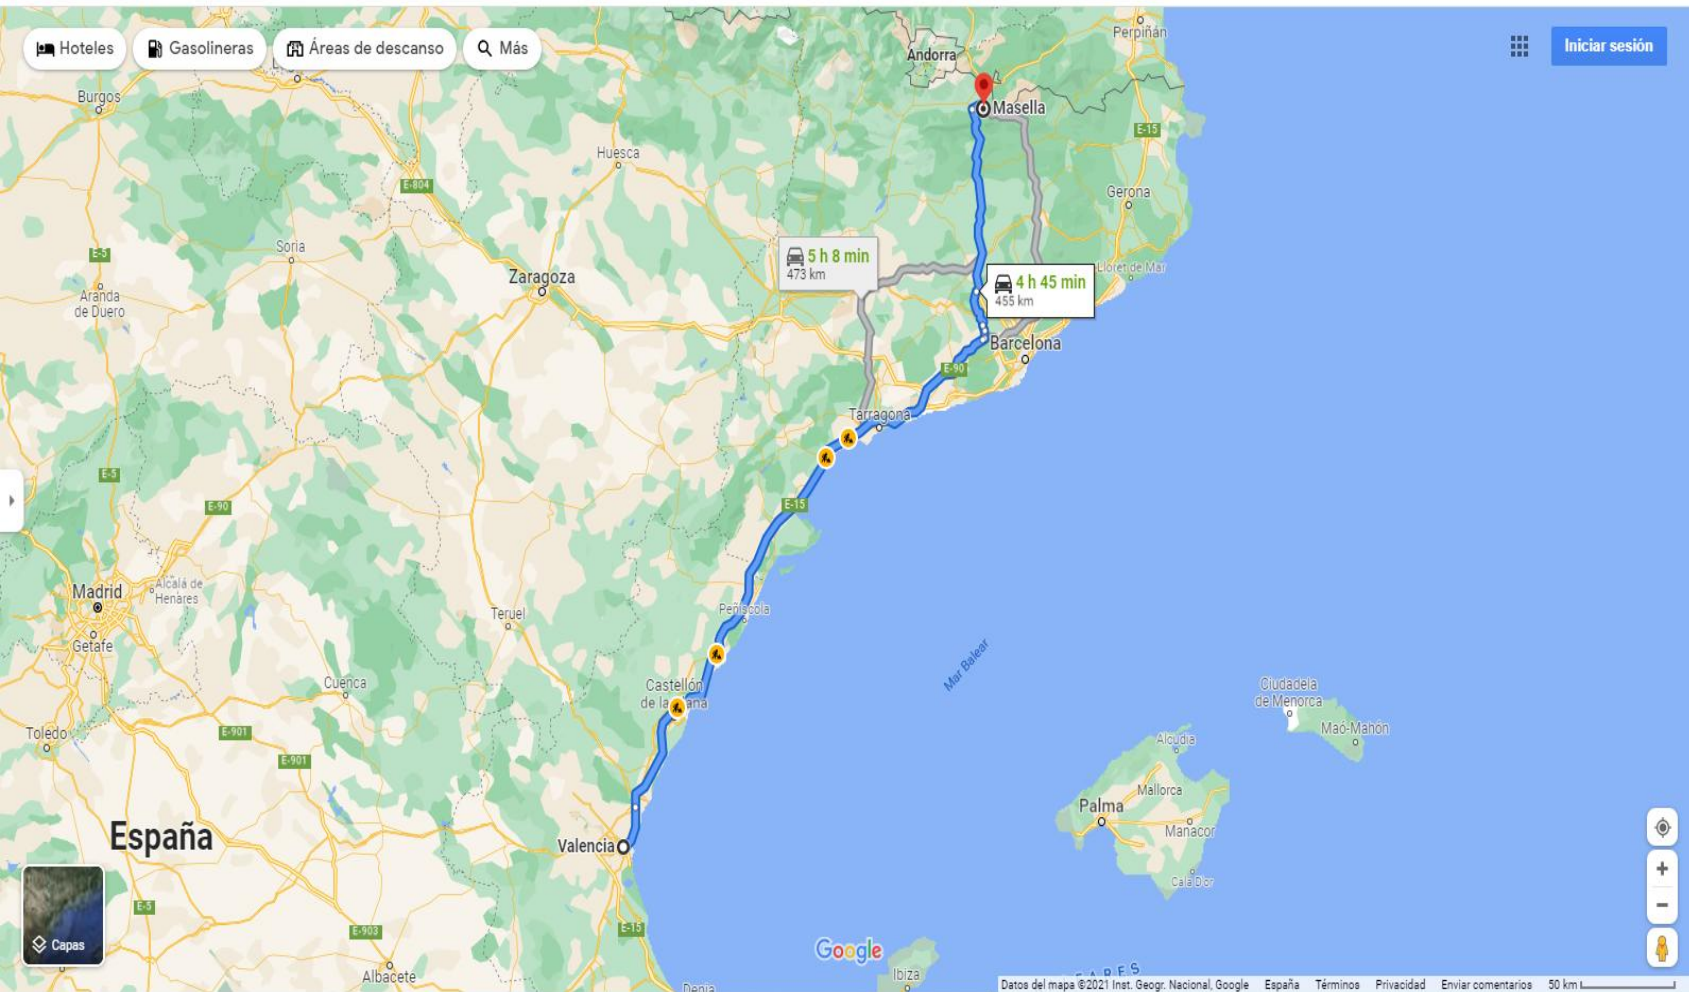 Hoteles
Gasolineras
Áreas de descanso
Más
Iniciar sesión
Perpiñán
Andorra
Burgos
Masella
E-15
Huesca
E-804
Gerona
Soria
E-5
5 h 8 min
473 km
Zaragoza
Lloret de Mar
4 h 45 min
455 km
Aranda
de Duero
Barcelona
E-90
Tarragona
E-5
E-15
E-90
Alcalá de
Henares
Madrid
Peñíscola
Teruel
Getafe
Mar Balear
Cuenca
Castellón
de la
ana
Ciudadela
de Menorca
Toledo
E-901
Maó-Mahón
Alcudia
E-901
Mallorca
Palma
España
Manacor
Valencia
Cala D'or
E-5
E-15
E-903
Capas
Google
Albacete
Ibiza
EARES
Denia
Datos del mapa ©2021 Inst. Geogr. Nacional, Google
España
Términos
Privacidad
Enviar comentarios
50 km